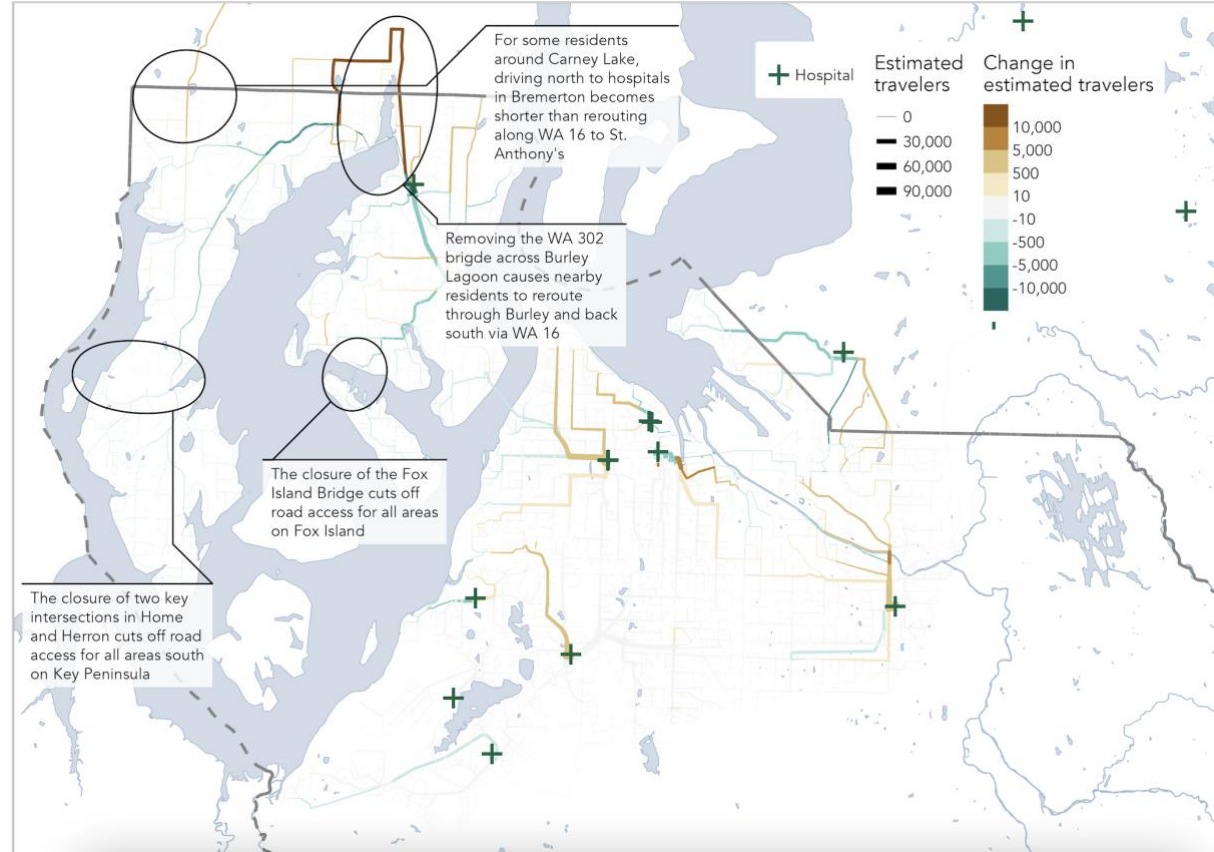 For some residents
around Carney Lake,
driving north to hospitals
in Bremerton becomes
shorter than rerouting
along WA 16 to St.
Anthony's
Hospital
Estimated
travelers
0
30,000
60,000
90,000
Change in
estimated travelers
10,000
5,000
500
10
-10
-500
-5,000
-10,000
Removing the WA 302
brigde across Burley
Lagoon causes nearby
residents to reroute
through Burley and back
south via WA 16
The closure of the Fox
Island Bridge cuts off
road access for all areas
on Fox Island
The closure of two key
intersections in Home
and Herron cuts off road
access for all areas south
on Key Peninsula